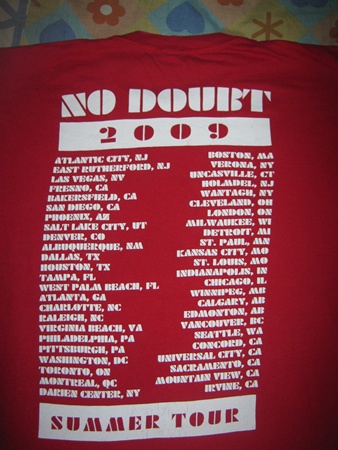 NO DOUBT
2009
ATLANTIC CITY, NJ
EAST RUTHERFORD, NJ
LAS VEGAS, NV
FRESNO, CA
BAKERSFIELD, CA
SAN DIEGO, CA
PHOENIX, AZ
SALT LAKE CITY, UT
DENVER, CO
ALBUQUERQUE, NM
DALLAS, TX
HOUSTON, TX
TAMPA, FL
WEST PALM BEACH, FL
ATLANTA, GA
CHARLOTTE, NC
RALEIGH, NC
VIRGINIA BEACH, VA
PHILADELPHIA, PA
PITTSBURGH, PA
WASHINGTON, DC
TORONTO, ON
MONTREAL, QC
DARIEN CENTER, NY
BOSTON, MA
VERONA, NY
UNCASVILLE, CT
HOLMDEL, NJ
WANTAGH, NY
CLEVELAND, OH
LONDON, ON
MILWAUKEE, WI
DETROIT, MI
ST. PAUL, MN
KANSAS CITY, MO
ST. LOUIS, MO
INDIANAPOLIS, IN
CHICAGO, IL
WINNIPEG, MB
CALGARY, AB
EDMONTON, AB
VANCOUVER, BC
SEATTLE, WA
CONCORD, CA
UNIVERSAL CITY, CA
SACRAMENTO, CA
MOUNTAIN VIEW, CA
IRVINE, CA
SUMMER TOUR